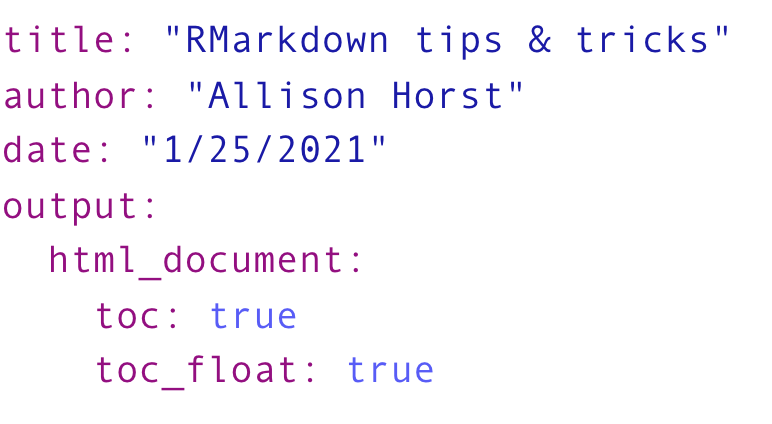 title: "RMarkdown tips & tricks"
author: "Allison Horst"
date: "1/25/2021"
output:
  html_document:
    toc: true
    toc_float: true